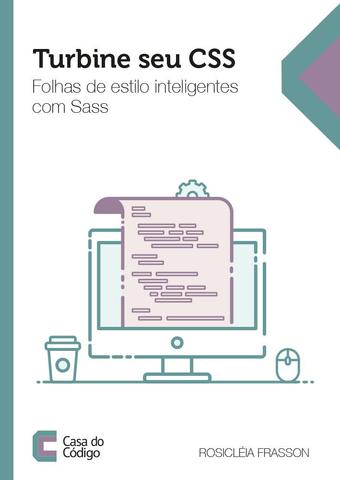 Turbine seu CSS
Folhas de estilo inteligentes
com Sass
Casa do
Código
ROSICLÉIA FRASSON